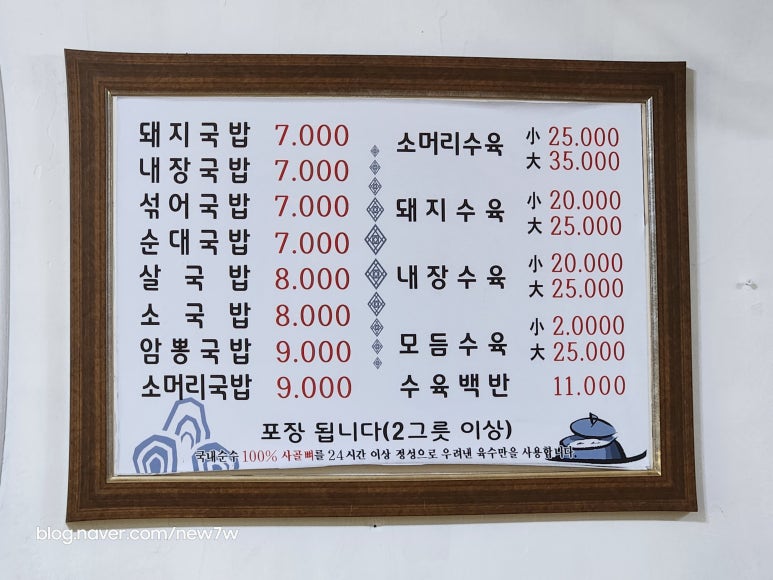 돼지국밥 7.000
내장국밥 7.000
섞어국밥 7.000
순대국밥 7.000
살국밥 8.000
소국밥 8.000
암뽕국밥 9.000
소머리국밥 9.000
소머리수육 小 25.000
大 35.000
돼지수육 小 20.000
大 25.000
내장수육 小 20.000
大 25.000
모듬수육 小 2.0000
大 25.000
수육백반 11.000
포장 됩니다(2그릇 이상)
국내순수 100% 사골뼈를 24시간 이상 정성으로 우려낸 육수만을 사용합니다.
blog.naver.com/new7w